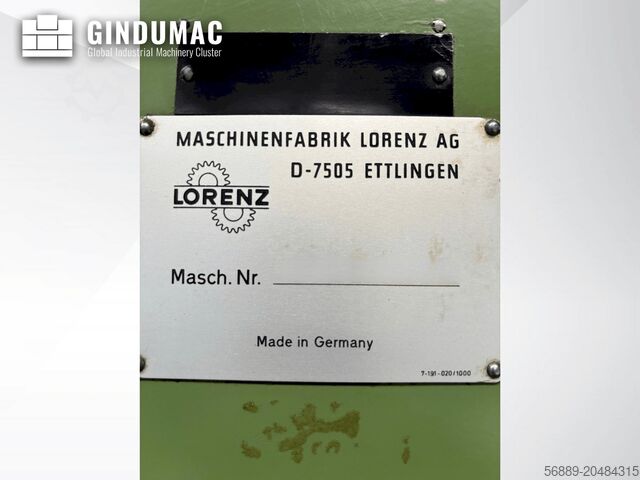 GINDUMAC
Global Industrial Machinery Cluster
MASCHINENFABRIK LORENZ AG
D-7505 ETTLINGEN
LORENZ
Masch. Nr.
Made in Germany
7-191-020/1000
56889-20484315